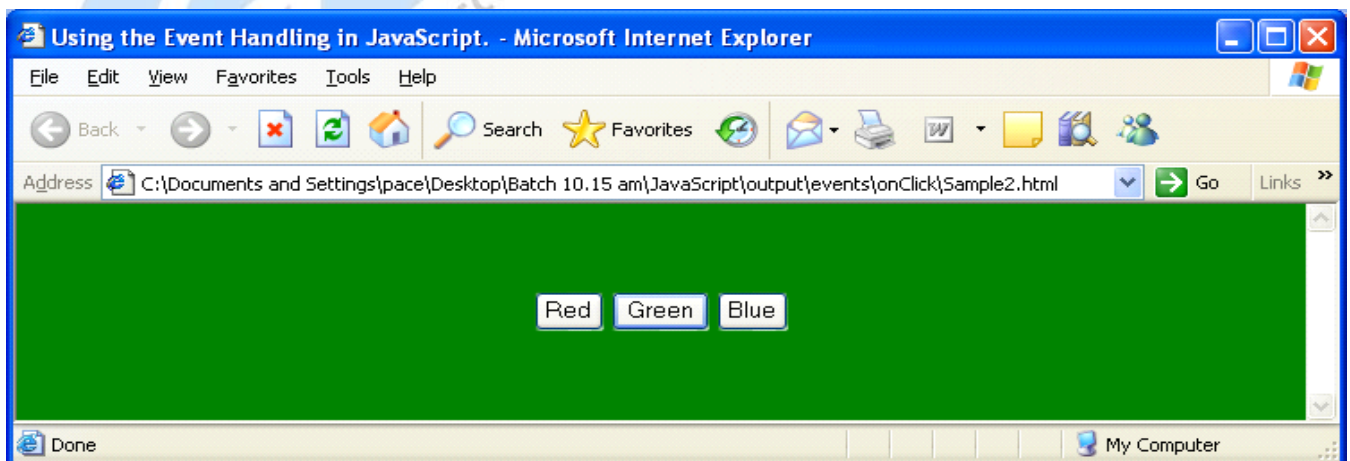 Using the Event Handling in JavaScript. - Microsoft Internet Explorer
File Edit View Favorites Tools Help
Back Search Favorites W
Address C:\Documents and Settings\pace\Desktop\Batch 10.15 am\JavaScript\output\events\onClick\Sample2.html Go Links »
Red Green Blue
Done My Computer